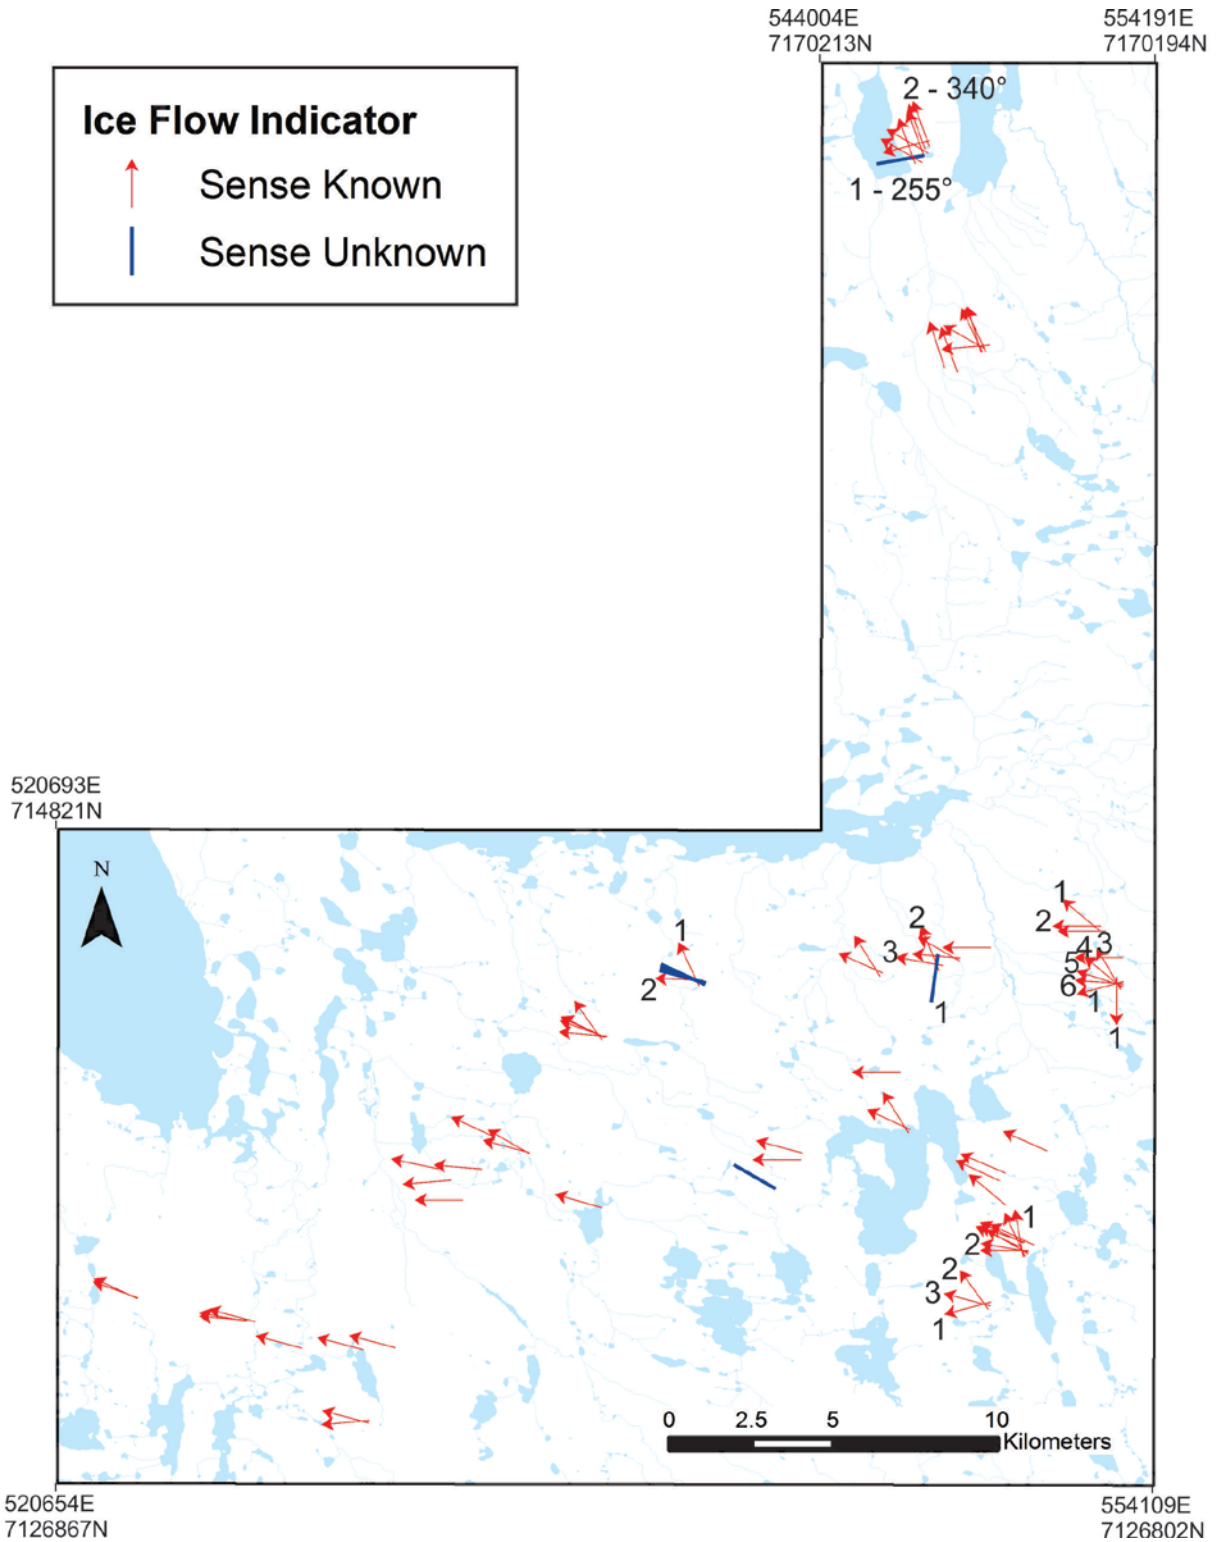 544004E
7170213N
554191E
7170194N
Ice Flow Indicator
Sense Known
Sense Unknown
2 - 340°
1 - 255°
520693E
714821N
N
1
2
2
3
1
1
2
4
3
5
6
1
1
1
2
2
3
1
0
2.5
5
10
Kilometers
520654E
7126867N
554109E
7126802N